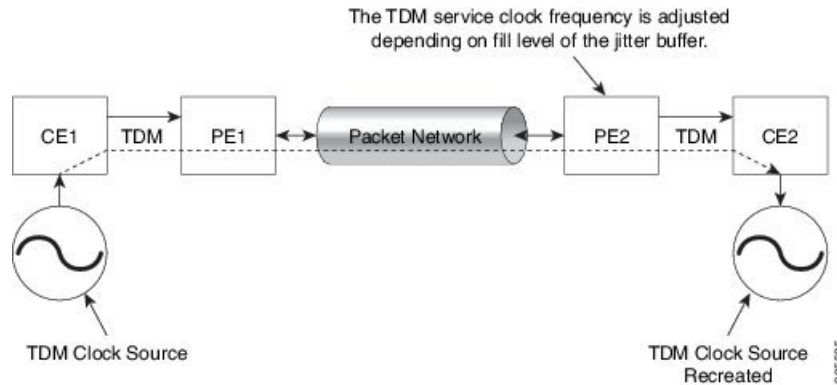 The TDM service clock frequency is adjusted
depending on fill level of the jitter buffer.
CE1
TDM
PE1
Packet Network
PE2
TDM
CE2
TDM Clock Source
TDM Clock Source
Recreated